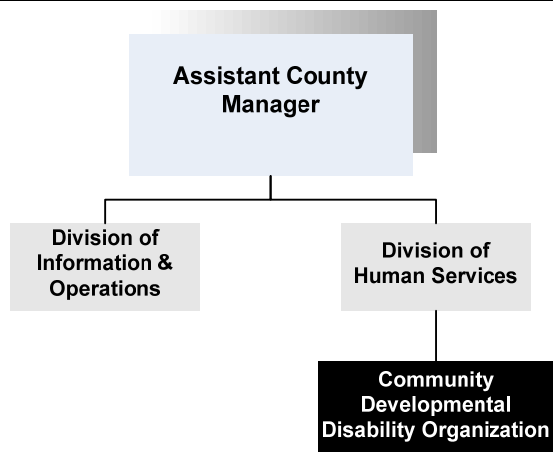 Assistant County
Manager
Division of
Information &
Operations
Division of
Human Services
Community
Developmental
Disability Organization